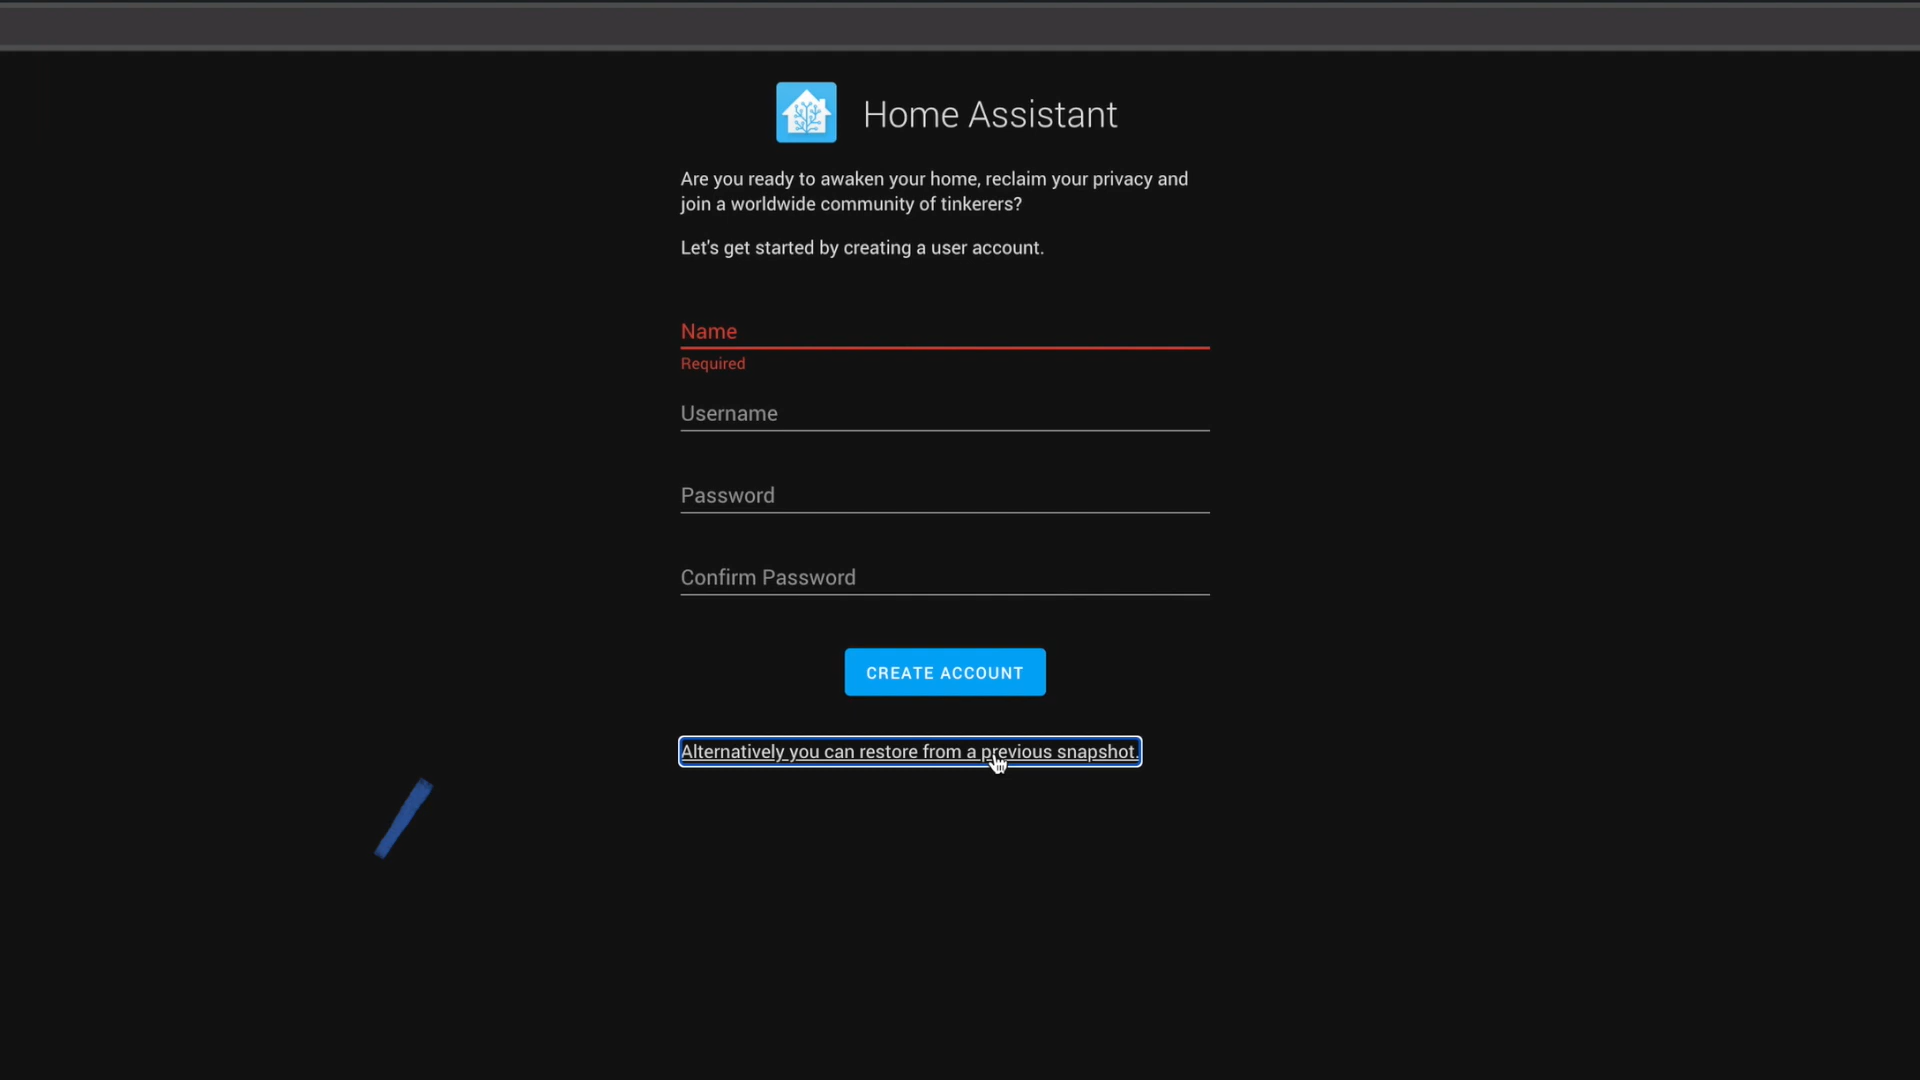 Home Assistant
Are you ready to awaken your home, reclaim your privacy and
join a worldwide community of tinkerers?
Let's get started by creating a user account.
Name
Required
Username
Password
Confirm Password
CREATE ACCOUNT
Alternatively you can restore from a previous snapshot.